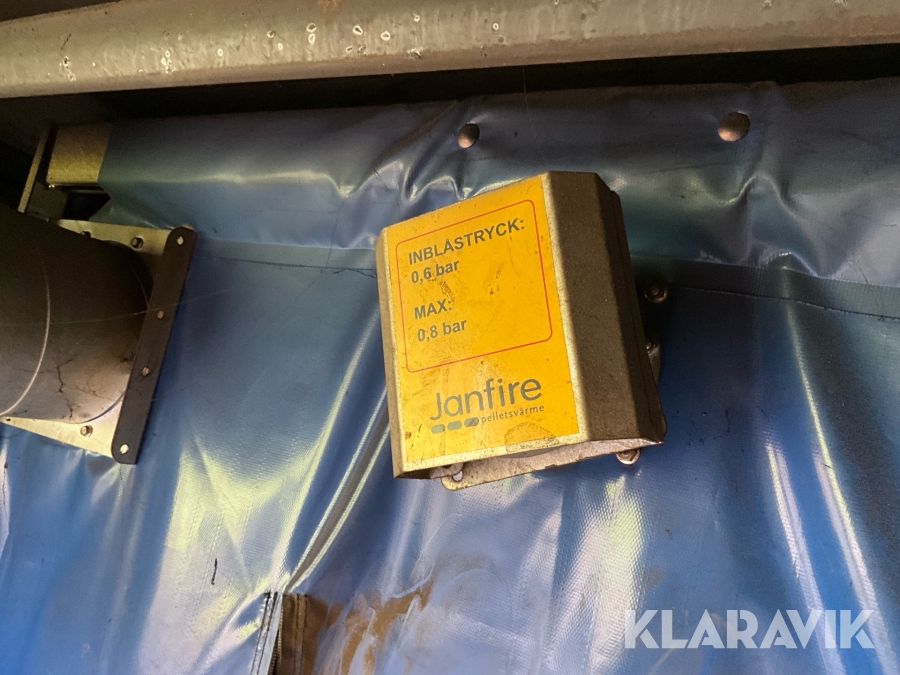 INBLÅSTRYCK:
0,6 bar
MAX:
0,8 bar
Janfire
pelletsvärme
KLARAVIK